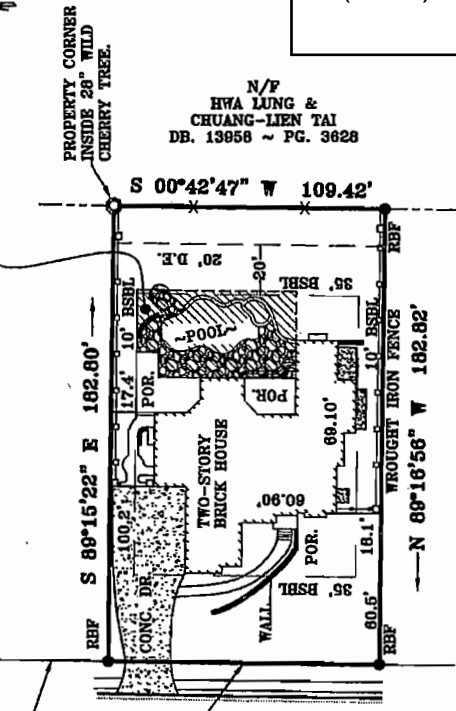 PROPERTY CORNER
INSIDE 28" WILD
CHERRY TREE.
N/F
HWA LUNG &
CHUANG-LIEN TAI
DB. 13958 ~ PG. 3628
S 00°42'47" W 109.42'
RBF
20' D.E.
20'
35' BSBL
10' BSBL
~POOL~
17.4'
POR.
POR.
10' BSBL
WROUGHT IRON FENCE
S 89°15'22" E 182.80'
N 89°16'56" W 182.82'
69.10'
TWO-STORY
BRICK HOUSE
60.90'
100.2'
CONC. DR.
POR.
16.1'
35' BSBL
WALL
60.5'
RBF
RBF